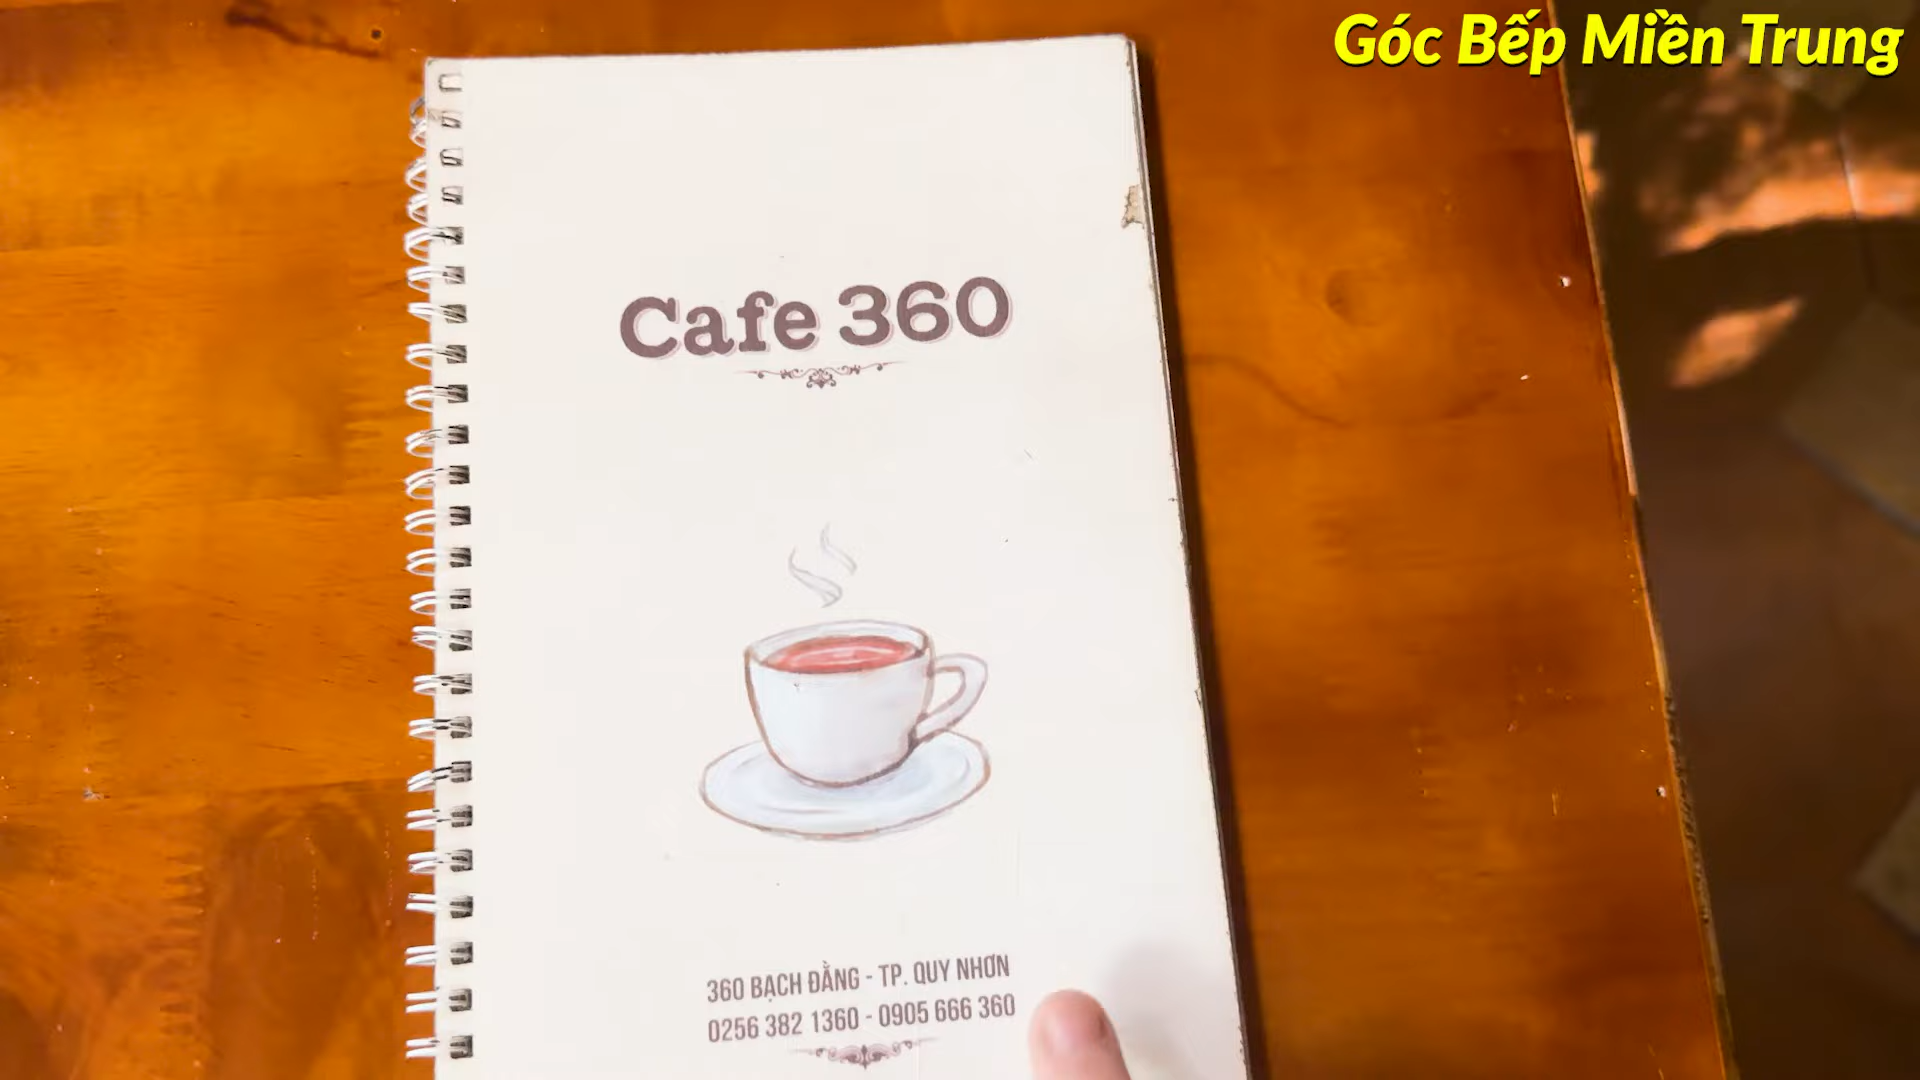 Góc Bếp Miền Trung
Cafe 360
360 BẠCH ĐẰNG - TP. QUY NHƠN
0256 382 1360 - 0905 666 360